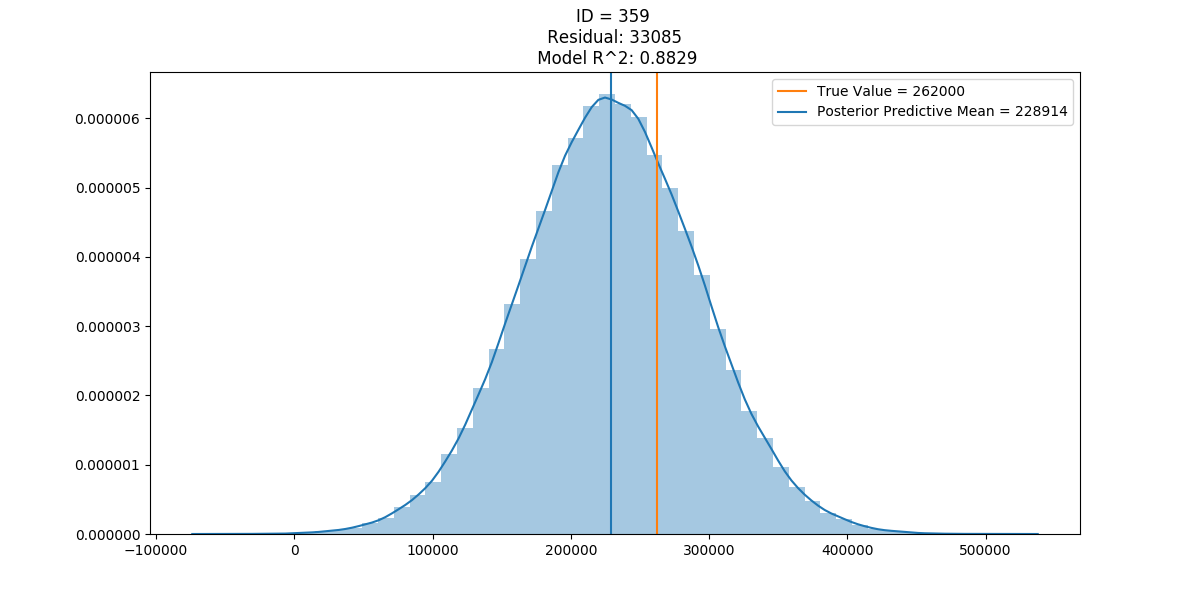 ID = 359
Residual: 33085
Model R^2: 0.8829
True Value = 262000
Posterior Predictive Mean = 228914
0.000006
0.000005
0.000004
0.000003
0.000002
0.000001
0.000000
−100000 0 100000 200000 300000 400000 500000